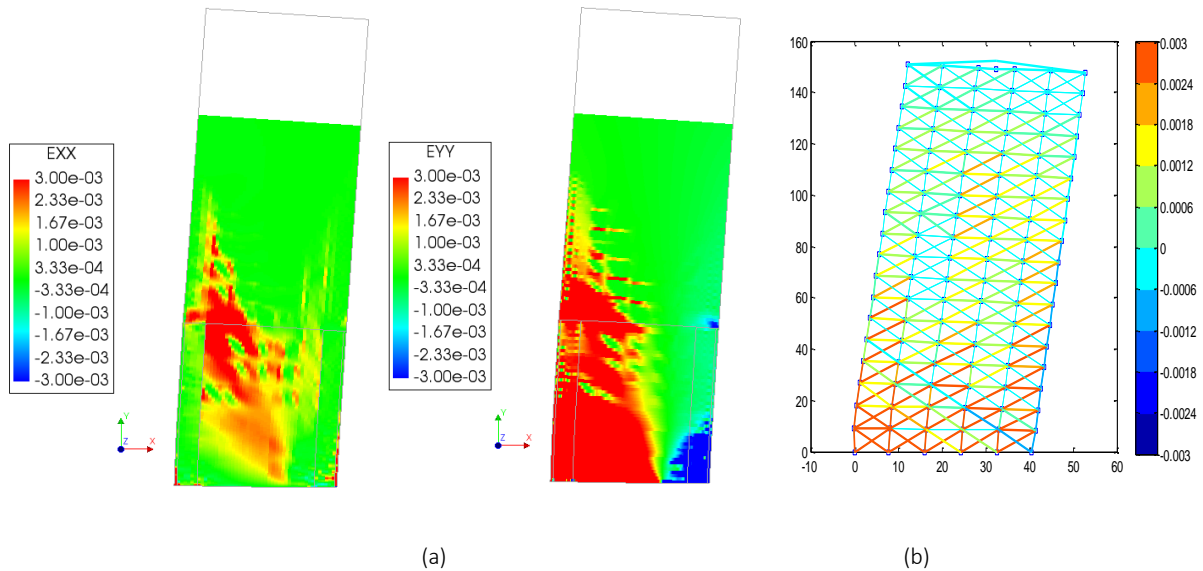 EXX
3.00e-03
2.33e-03
1.67e-03
1.00e-03
3.33e-04
-3.33e-04
-1.00e-03
-1.67e-03
-2.33e-03
-3.00e-03
Y
Z
X
EYY
3.00e-03
2.33e-03
1.67e-03
1.00e-03
3.33e-04
-3.33e-04
-1.00e-03
-1.67e-03
-2.33e-03
-3.00e-03
Y
Z
X
160
140
120
100
80
60
40
20
0
-10
0
10
20
30
40
50
60
0.003
0.0024
0.0018
0.0012
0.0006
0
-0.0006
-0.0012
-0.0018
-0.0024
-0.003
(a)
(b)